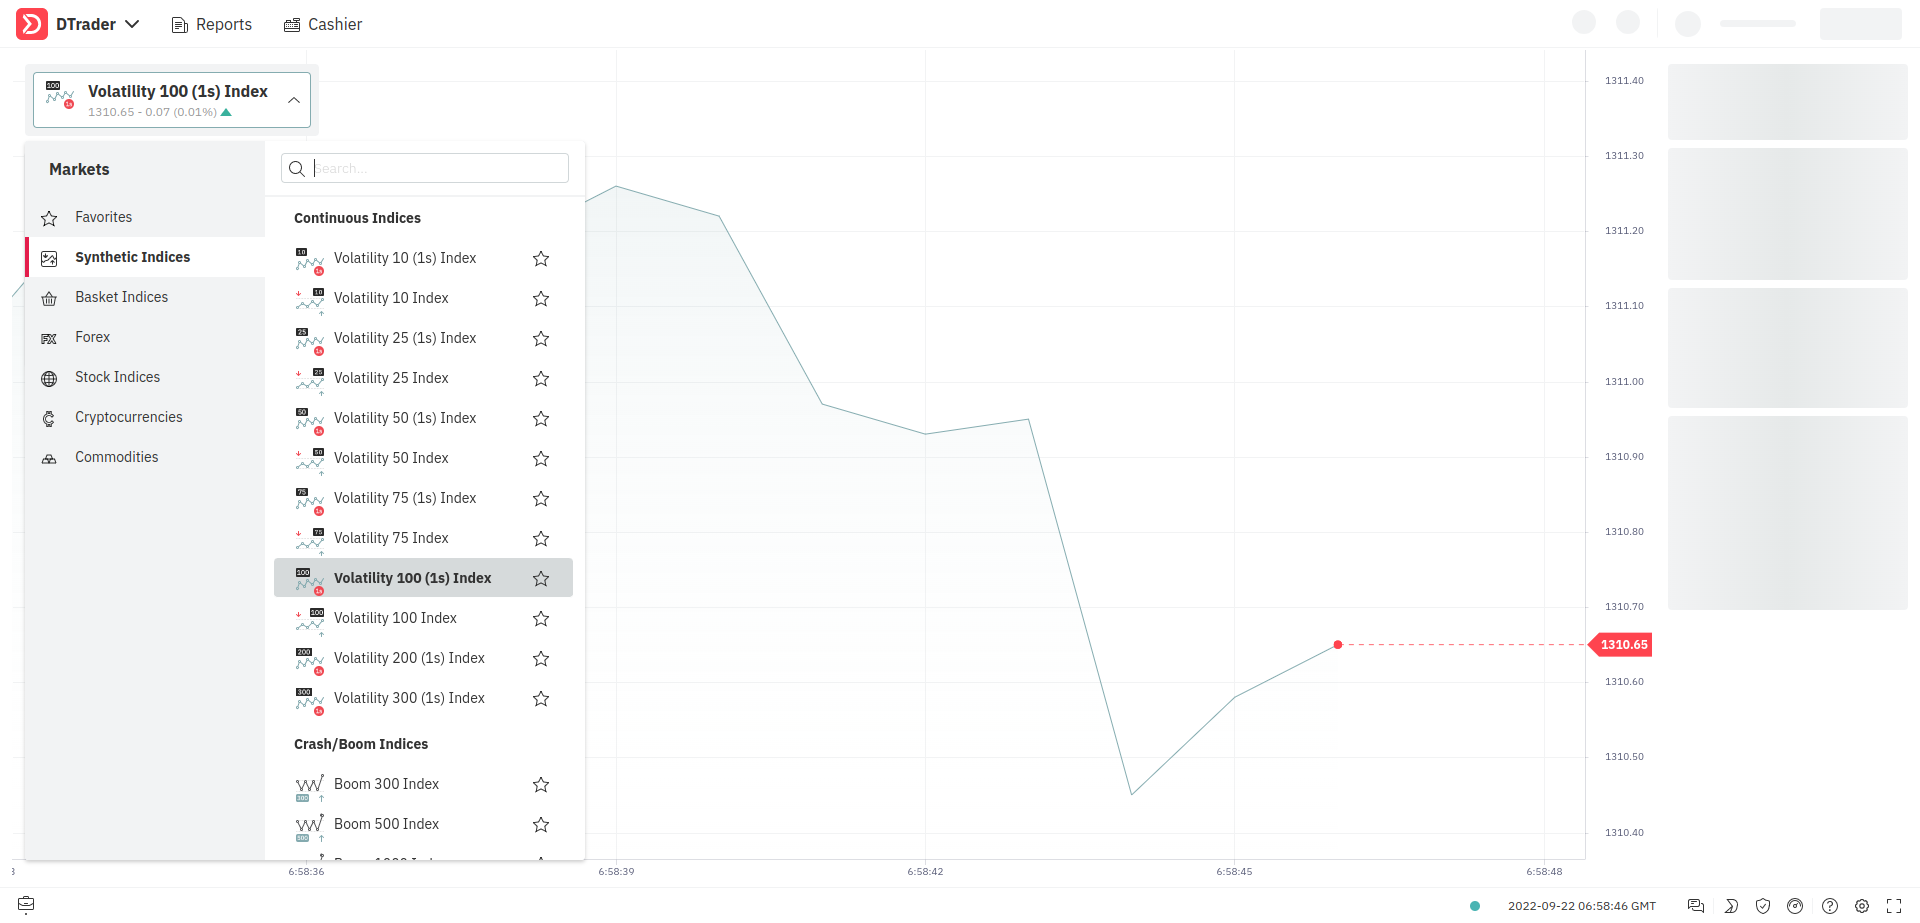 DTrader
Reports
Cashier
Volatility 100 (1s) Index
1310.65 - 0.07 (0.01%)
Markets
Favorites
Synthetic Indices
Basket Indices
Forex
Stock Indices
Cryptocurrencies
Commodities
Search...
Continuous Indices
Volatility 10 (1s) Index
Volatility 10 Index
Volatility 25 (1s) Index
Volatility 25 Index
Volatility 50 (1s) Index
Volatility 50 Index
Volatility 75 (1s) Index
Volatility 75 Index
Volatility 100 (1s) Index
Volatility 100 Index
Volatility 200 (1s) Index
Volatility 300 (1s) Index
Crash/Boom Indices
Boom 300 Index
Boom 500 Index
1311.40
1311.30
1311.20
1311.10
1311.00
1310.90
1310.80
1310.70
1310.65
1310.60
1310.50
1310.40
6:58:36
6:58:39
6:58:42
6:58:45
6:58:48
2022-09-22 06:58:46 GMT